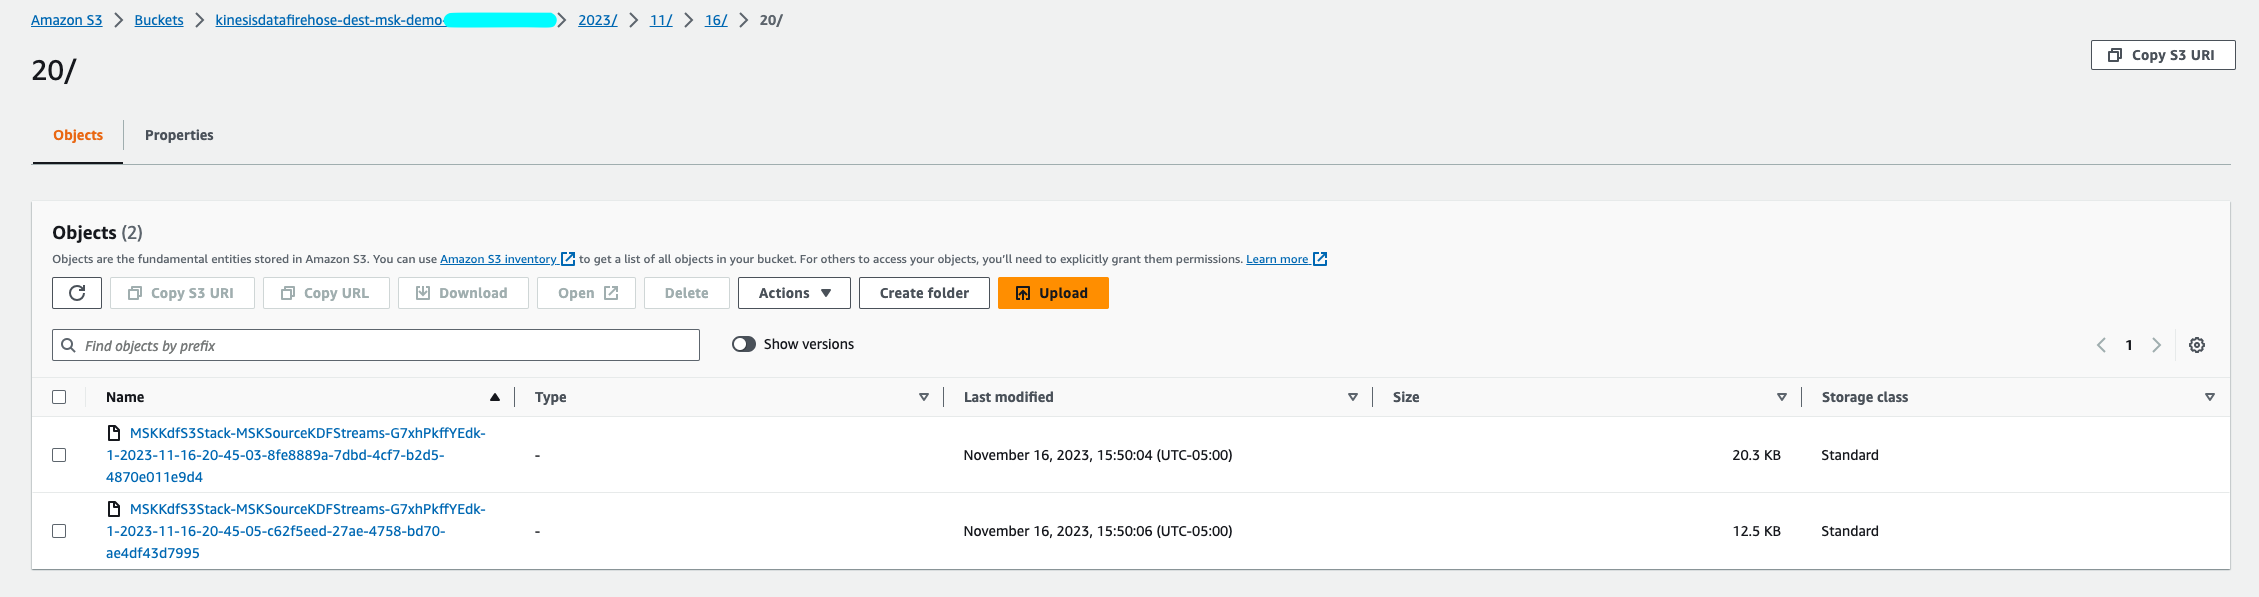 Amazon S3 > Buckets > kinesisdatafirehose-dest-msk-demo > 2023/ > 11/ > 16/ > 20/
20/
Copy S3 URI
Objects
Properties
Objects (2)
Objects are the fundamental entities stored in Amazon S3. You can use Amazon S3 inventory to get a list of all objects in your bucket. For others to access your objects, you'll need to explicitly grant them permissions. Learn more
Copy S3 URI Copy URL Download Open Delete Actions Create folder Upload
Find objects by prefix
Show versions
1
Name Type Last modified Size Storage class
MSKKdfS3Stack-MSKSourceKDFStreams-G7xhPkffYEdk-
1-2023-11-16-20-45-03-8fe8889a-7dbd-4cf7-b2d5- - November 16, 2023, 15:50:04 (UTC-05:00) 20.3 KB Standard
4870e011e9d4
MSKKdfS3Stack-MSKSourceKDFStreams-G7xhPkffYEdk-
1-2023-11-16-20-45-05-c62f5eed-27ae-4758-bd70- - November 16, 2023, 15:50:06 (UTC-05:00) 12.5 KB Standard
ae4df43d7995